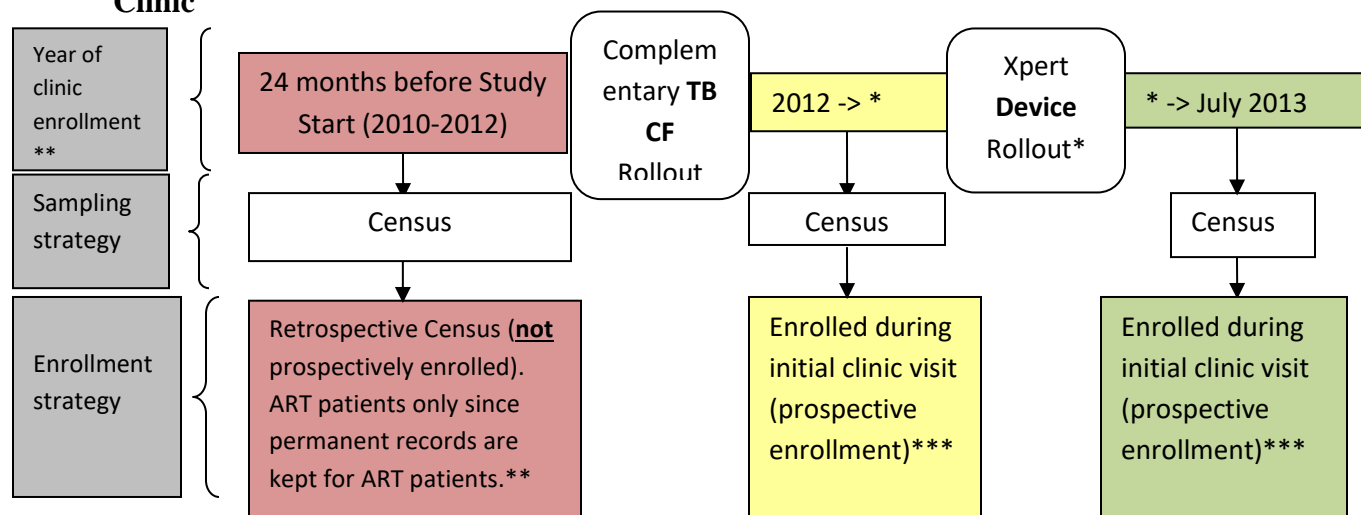 Clinic
Year of
clinic
enrollment
**
24 months before Study
Start (2010-2012)
Complem
entary TB
CF
Rollout
2012 -> *
Xpert
Device
Rollout*
* -> July 2013
Sampling
strategy
Census
Census
Census
Enrollment
strategy
Retrospective Census (not
prospectively enrolled).
ART patients only since
permanent records are
kept for ART patients.**
Enrolled during
initial clinic visit
(prospective
enrollment)***
Enrolled during
initial clinic visit
(prospective
enrollment)***